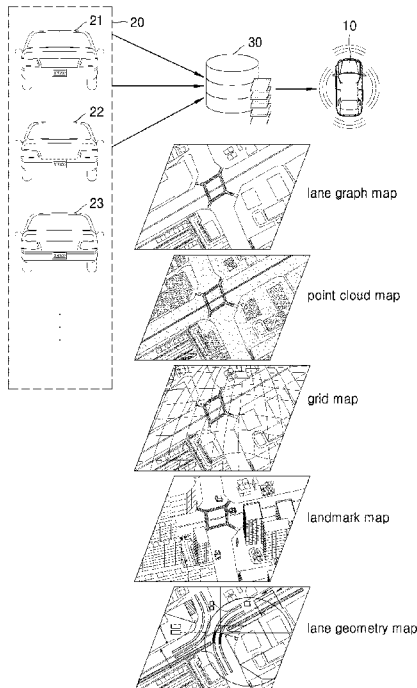 21
20
30
10
22
23
lane graph map
point cloud map
grid map
landmark map
lane geometry map